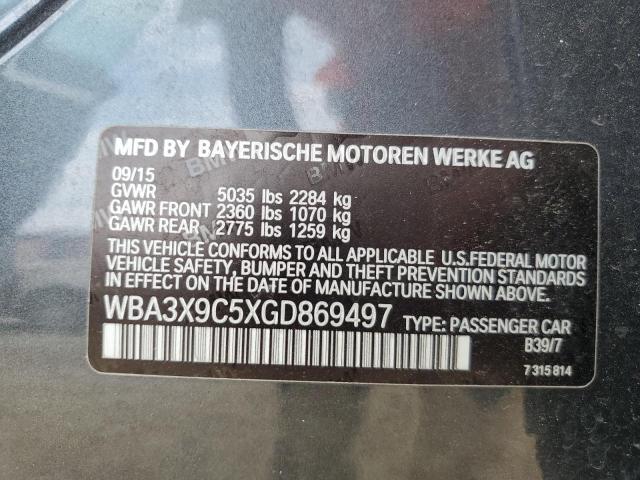 MFD BY BAYERISCHE MOTOREN WERKE AG
09/15
GVWR 5035 lbs 2284 kg
GAWR FRONT 2360 lbs 1070 kg
GAWR REAR 2775 lbs 1259 kg
THIS VEHICLE CONFORMS TO ALL APPLICABLE U.S.FEDERAL MOTOR
VEHICLE SAFETY, BUMPER AND THEFT PREVENTION STANDARDS
IN EFFECT ON THE DATE OF MANUFACTURE SHOWN ABOVE
WBA3X9C5XGD869497 TYPE: PASSENGER CAR
B39/7
7 315 814